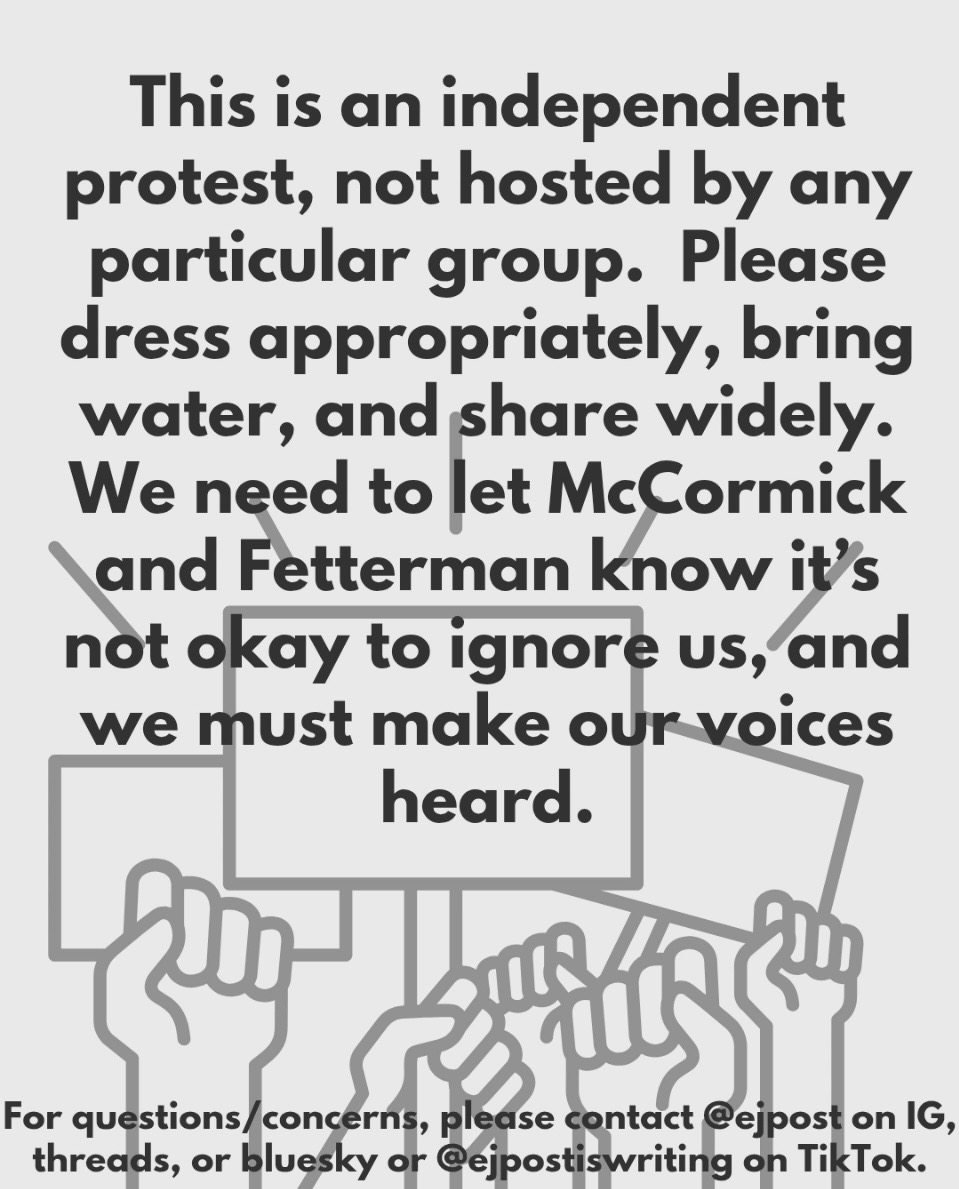 This is an independent
protest, not hosted by any
particular group.  Please
dress appropriately, bring
water, and share widely.
We need to let McCormick
and Fetterman know it’s
not okay to ignore us, and
we must make our voices
heard.
For questions/concerns, please contact @ejpost on IG,
threads, or bluesky or @ejpostiswriting on TikTok.